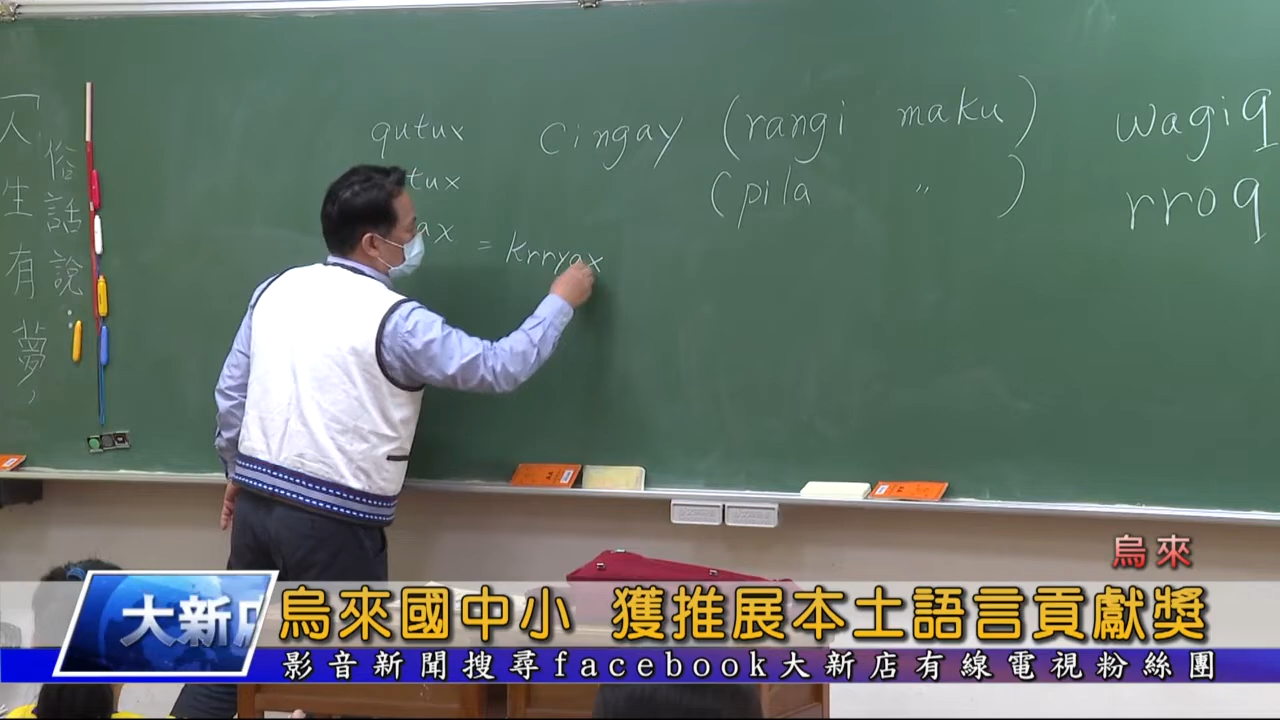 qutux
tux
ax = krryax
Cingay (rangi maku)
(pila 〃 )
wagiq
rroq
俗話說：
「人生有夢，
烏來
大新店
烏來國中小 獲推展本土語言貢獻獎
影音新聞搜尋facebook大新店有線電視粉絲團